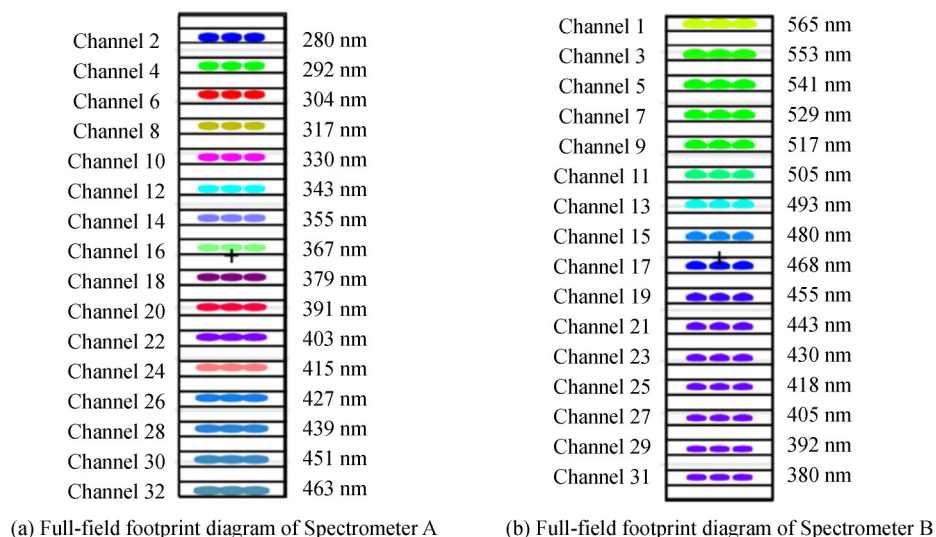 Channel 2 280 nm
Channel 4 292 nm
Channel 6 304 nm
Channel 8 317 nm
Channel 10 330 nm
Channel 12 343 nm
Channel 14 355 nm
Channel 16 367 nm
Channel 18 379 nm
Channel 20 391 nm
Channel 22 403 nm
Channel 24 415 nm
Channel 26 427 nm
Channel 28 439 nm
Channel 30 451 nm
Channel 32 463 nm
(a) Full-field footprint diagram of Spectrometer A
Channel 1 565 nm
Channel 3 553 nm
Channel 5 541 nm
Channel 7 529 nm
Channel 9 517 nm
Channel 11 505 nm
Channel 13 493 nm
Channel 15 480 nm
Channel 17 468 nm
Channel 19 455 nm
Channel 21 443 nm
Channel 23 430 nm
Channel 25 418 nm
Channel 27 405 nm
Channel 29 392 nm
Channel 31 380 nm
(b) Full-field footprint diagram of Spectrometer B